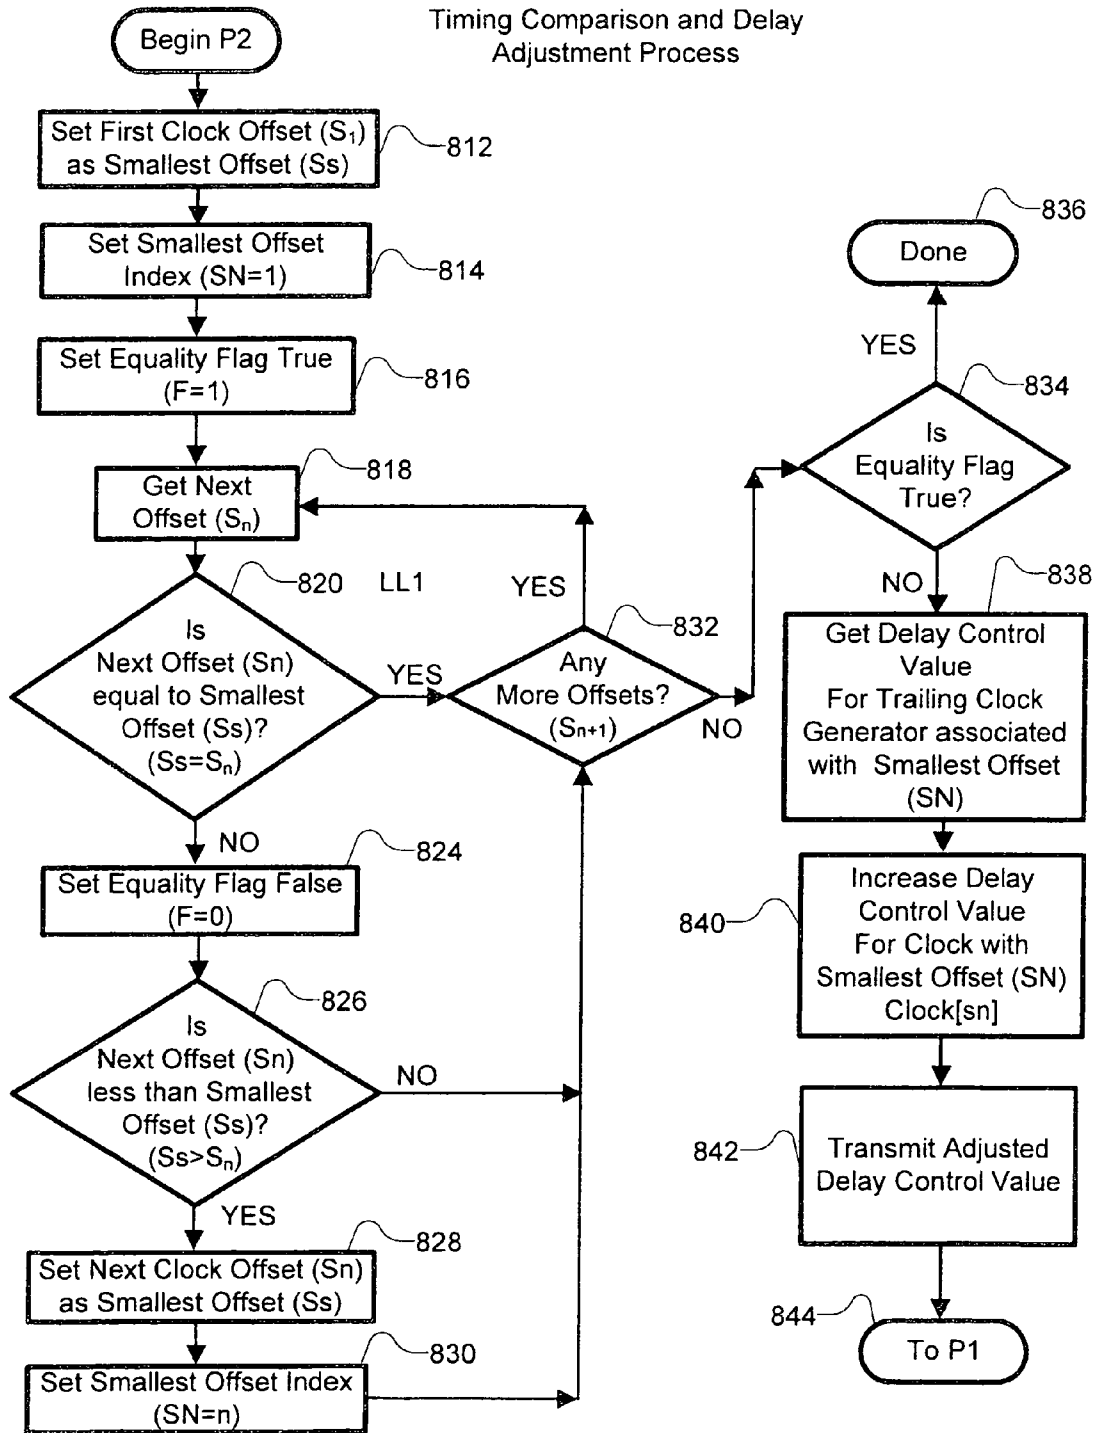 Timing Comparison and Delay
Adjustment Process
Begin P2
Set First Clock Offset (S1)
as Smallest Offset (Ss)
812
Set Smallest Offset
Index (SN=1)
814
Set Equality Flag True
(F=1)
816
Get Next
Offset (Sn)
818
Is
Next Offset (Sn)
equal to Smallest
Offset (Ss)?
(Ss=Sn)
820
LL1
YES
NO
Set Equality Flag False
(F=0)
824
Is
Next Offset (Sn)
less than Smallest
Offset (Ss)?
(Ss>Sn)
826
NO
YES
Set Next Clock Offset (Sn)
as Smallest Offset (Ss)
828
Set Smallest Offset Index
(SN=n)
830
Any
More Offsets?
(Sn+1)
832
YES
NO
Is
Equality Flag
True?
834
YES
Done
836
NO
Get Delay Control
Value
For Trailing Clock
Generator associated
with Smallest Offset
(SN)
838
Increase Delay
Control Value
For Clock with
Smallest Offset (SN)
Clock[sn]
840
Transmit Adjusted
Delay Control Value
842
To P1
844